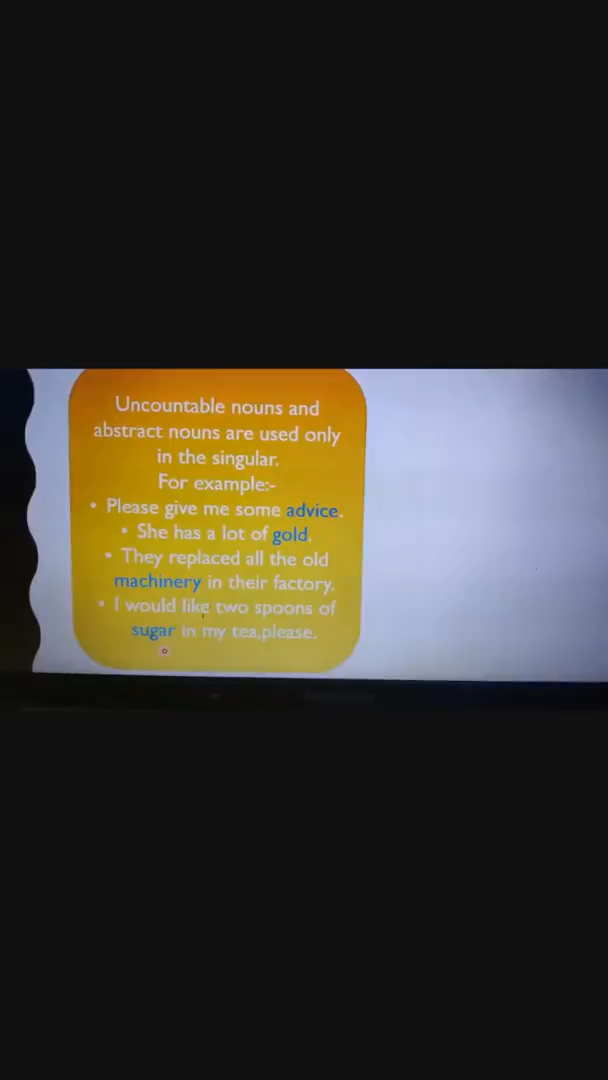 Uncountable nouns and
abstract nouns are used only
in the singular.
For example:-
• Please give me some advice.
• She has a lot of gold.
• They replaced all the old
machinery in their factory.
• I would like two spoons of
sugar in my tea,please.